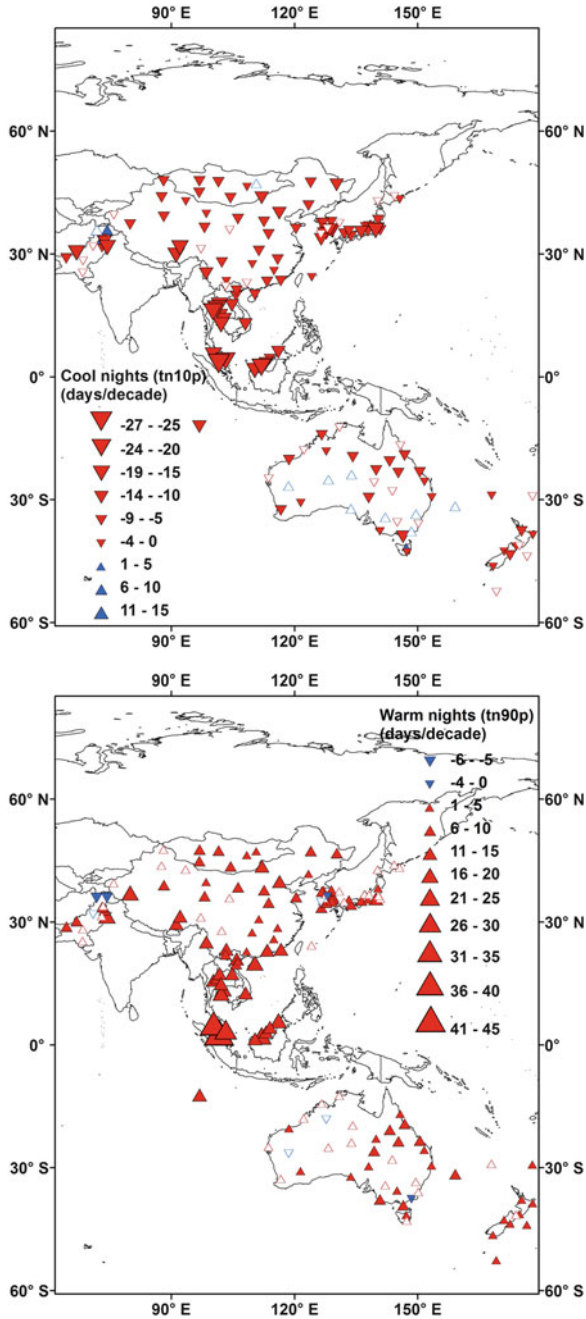 90° E 120° E 150° E
60° N 60° N
30° N 30° N
0° 0°
Cool nights (tn10p)
(days/decade)
-27 - -25
-24 - -20
-19 - -15
-14 - -10
-9 - -5
-4 - 0
1 - 5
6 - 10
11 - 15
30° S 30° S
60° S 60° S
90° E 120° E 150° E
90° E 120° E 150° E
Warm nights (tn90p)
(days/decade)
-6 - -5
-4 - 0
1 - 5
6 - 10
11 - 15
16 - 20
21 - 25
26 - 30
31 - 35
36 - 40
41 - 45
60° N 60° N
30° N 30° N
0° 0°
30° S 30° S
60° S 60° S
90° E 120° E 150° E